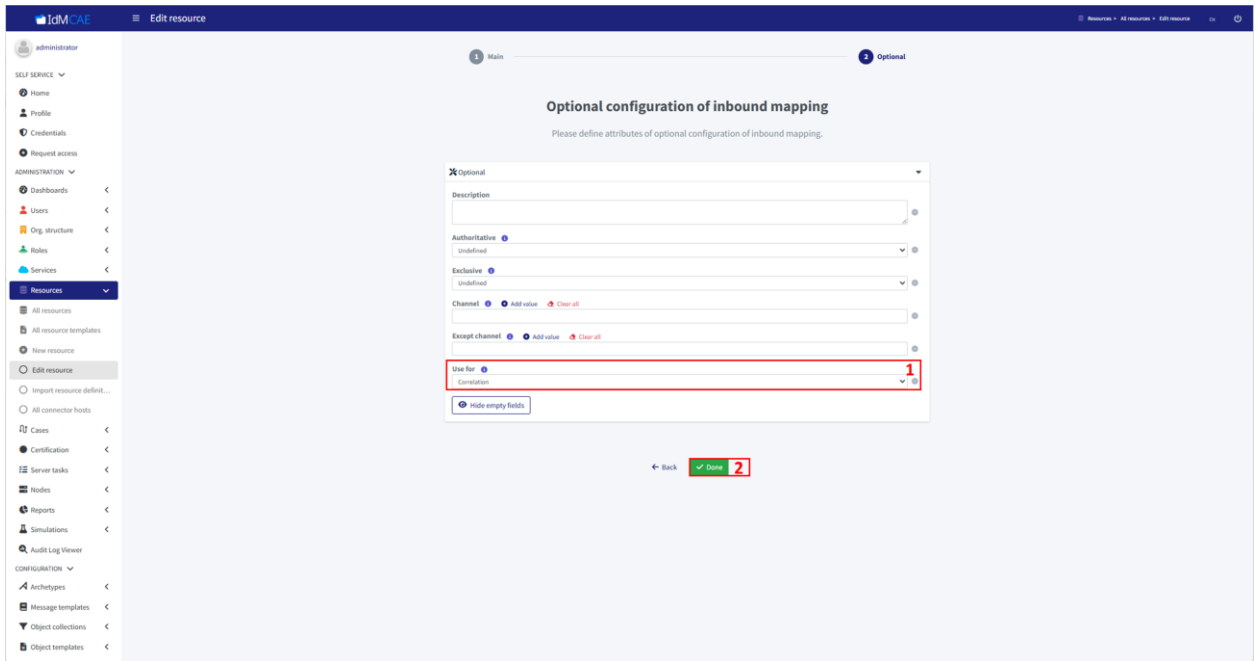 IdMCAE
Edit resource
Resources > All resources > Edit resource
EN
administrator
SELF SERVICE
Home
Profile
Credentials
Request access
ADMINISTRATION
Dashboards
Users
Org. structure
Roles
Services
Resources
All resources
All resource templates
New resource
Edit resource
Import resource definit...
All connector hosts
Cases
Certification
Server tasks
Nodes
Reports
Simulations
Audit Log Viewer
CONFIGURATION
Archetypes
Message templates
Object collections
Object templates
1 Main
2 Optional
Optional configuration of inbound mapping
Please define attributes of optional configuration of inbound mapping.
Optional
Description
Authoritative
Undefined
Exclusive
Undefined
Channel Add value Clear all
Except channel Add value Clear all
Use for 1
Correlation
Hide empty fields
Back Done 2